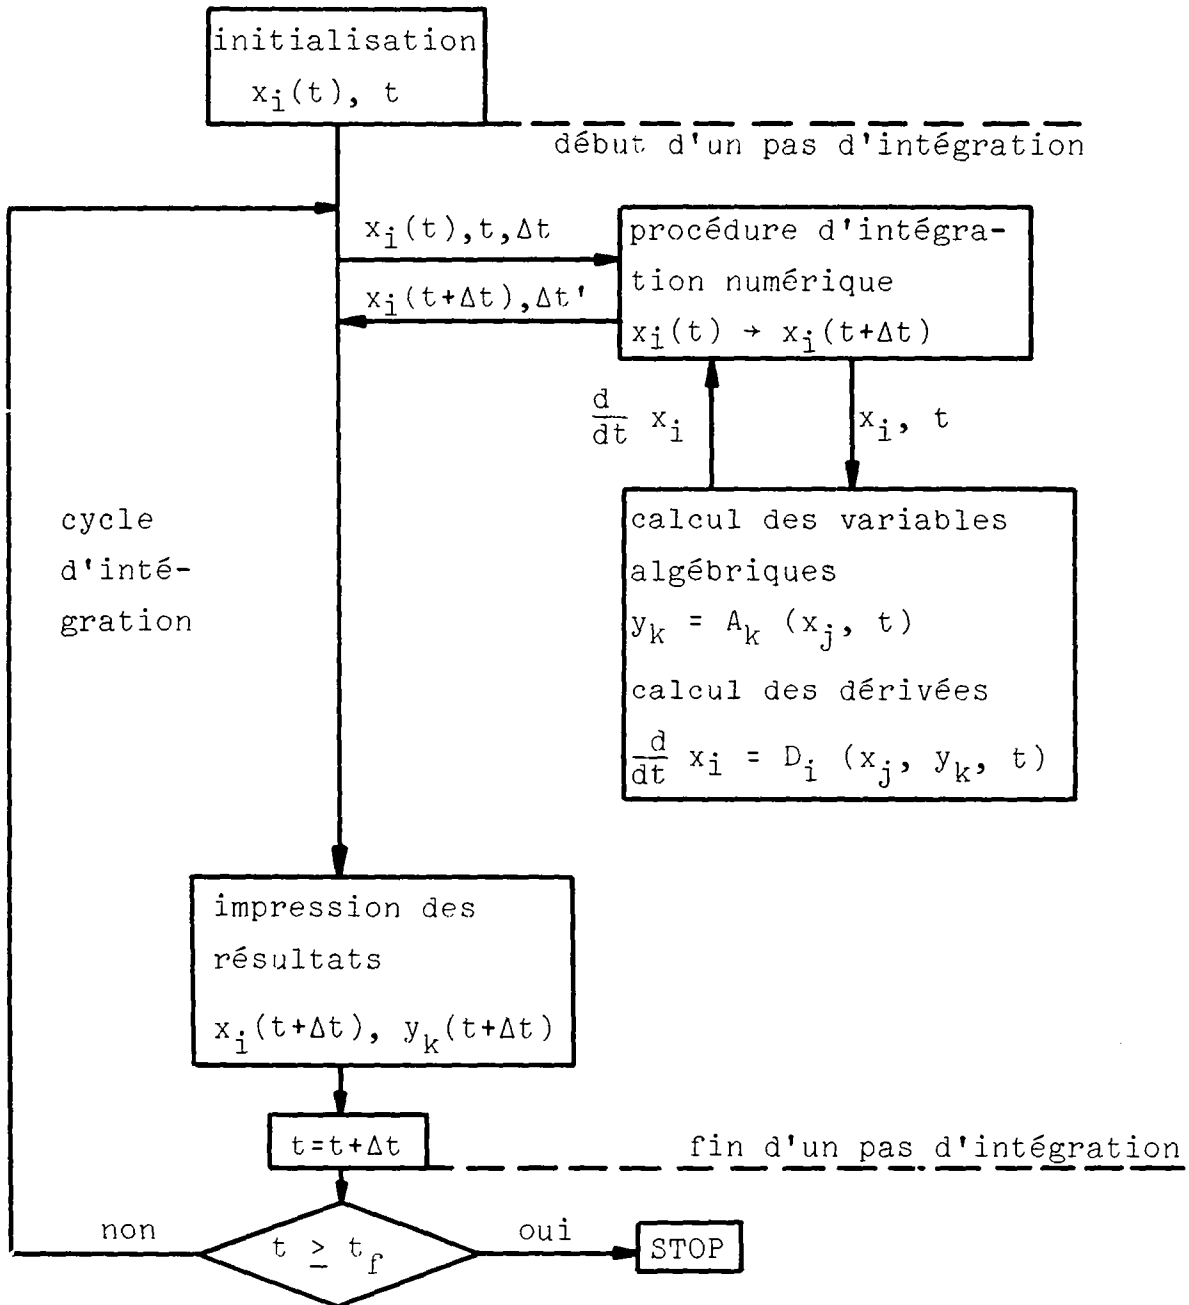 initialisation
x_i(t), t
début d'un pas d'intégration
x_i(t),t,Δt
x_i(t+Δt),Δt'
procédure d'intégra-
tion numérique
x_i(t) → x_i(t+Δt)
d/dt x_i
x_i, t
cycle
d'inté-
gration
calcul des variables
algébriques
y_k = A_k (x_j, t)
calcul des dérivées
d/dt x_i = D_i (x_j, y_k, t)
impression des
résultats
x_i(t+Δt), y_k(t+Δt)
t=t+Δt
fin d'un pas d'intégration
non
t ≥ t_f
oui
STOP